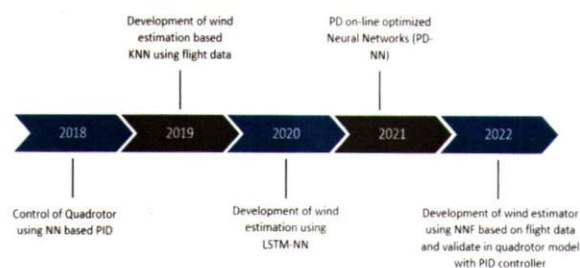 Development of wind
estimation based
KNN using flight data
PD on-line optimized
Neural Networks (PD-
NN)
2018
2019
2020
2021
2022
Control of Quadrotor
using NN based PID
Development of wind
estimation using
LSTM-NN
Development of wind estimator
using NNF based on flight data
and validate in quadrotor model
with PID controller